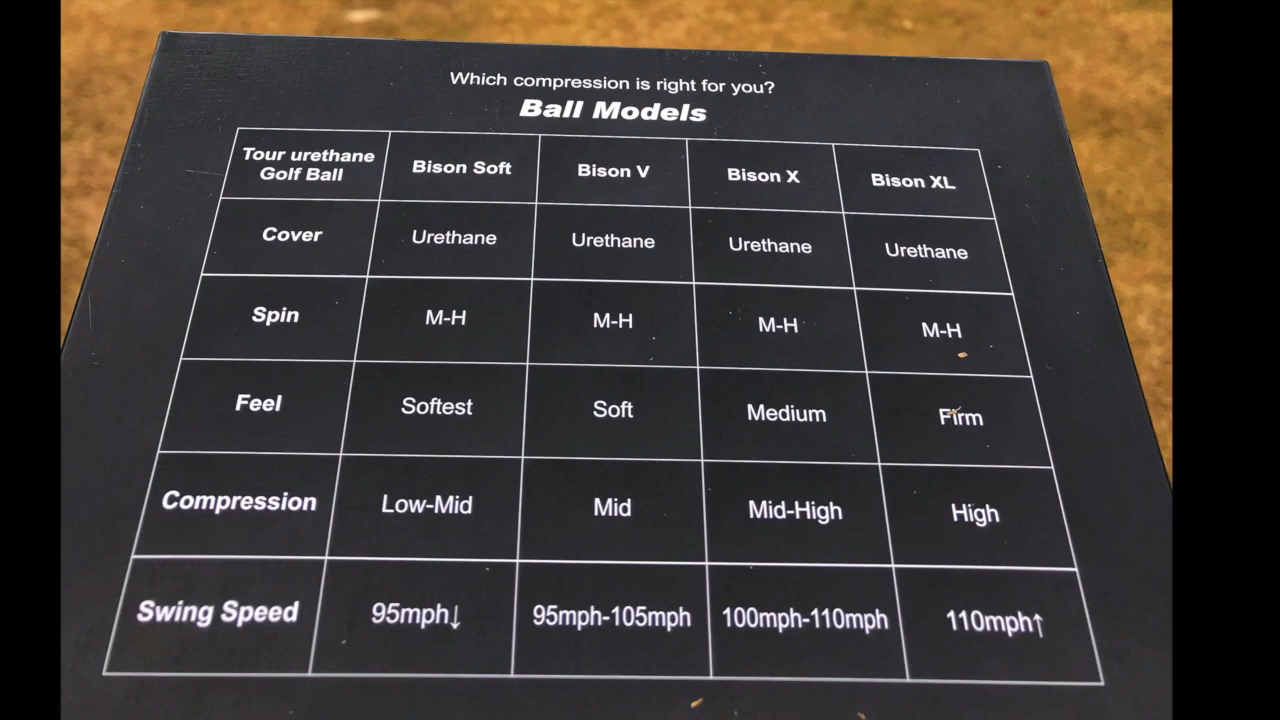 Which compression is right for you?
Ball Models
Tour urethane Golf Ball Bison Soft Bison V Bison X Bison XL
Cover Urethane Urethane Urethane Urethane
Spin M-H M-H M-H M-H
Feel Softest Soft Medium Firm
Compression Low-Mid Mid Mid-High High
Swing Speed 95mph↓ 95mph-105mph 100mph-110mph 110mph↑